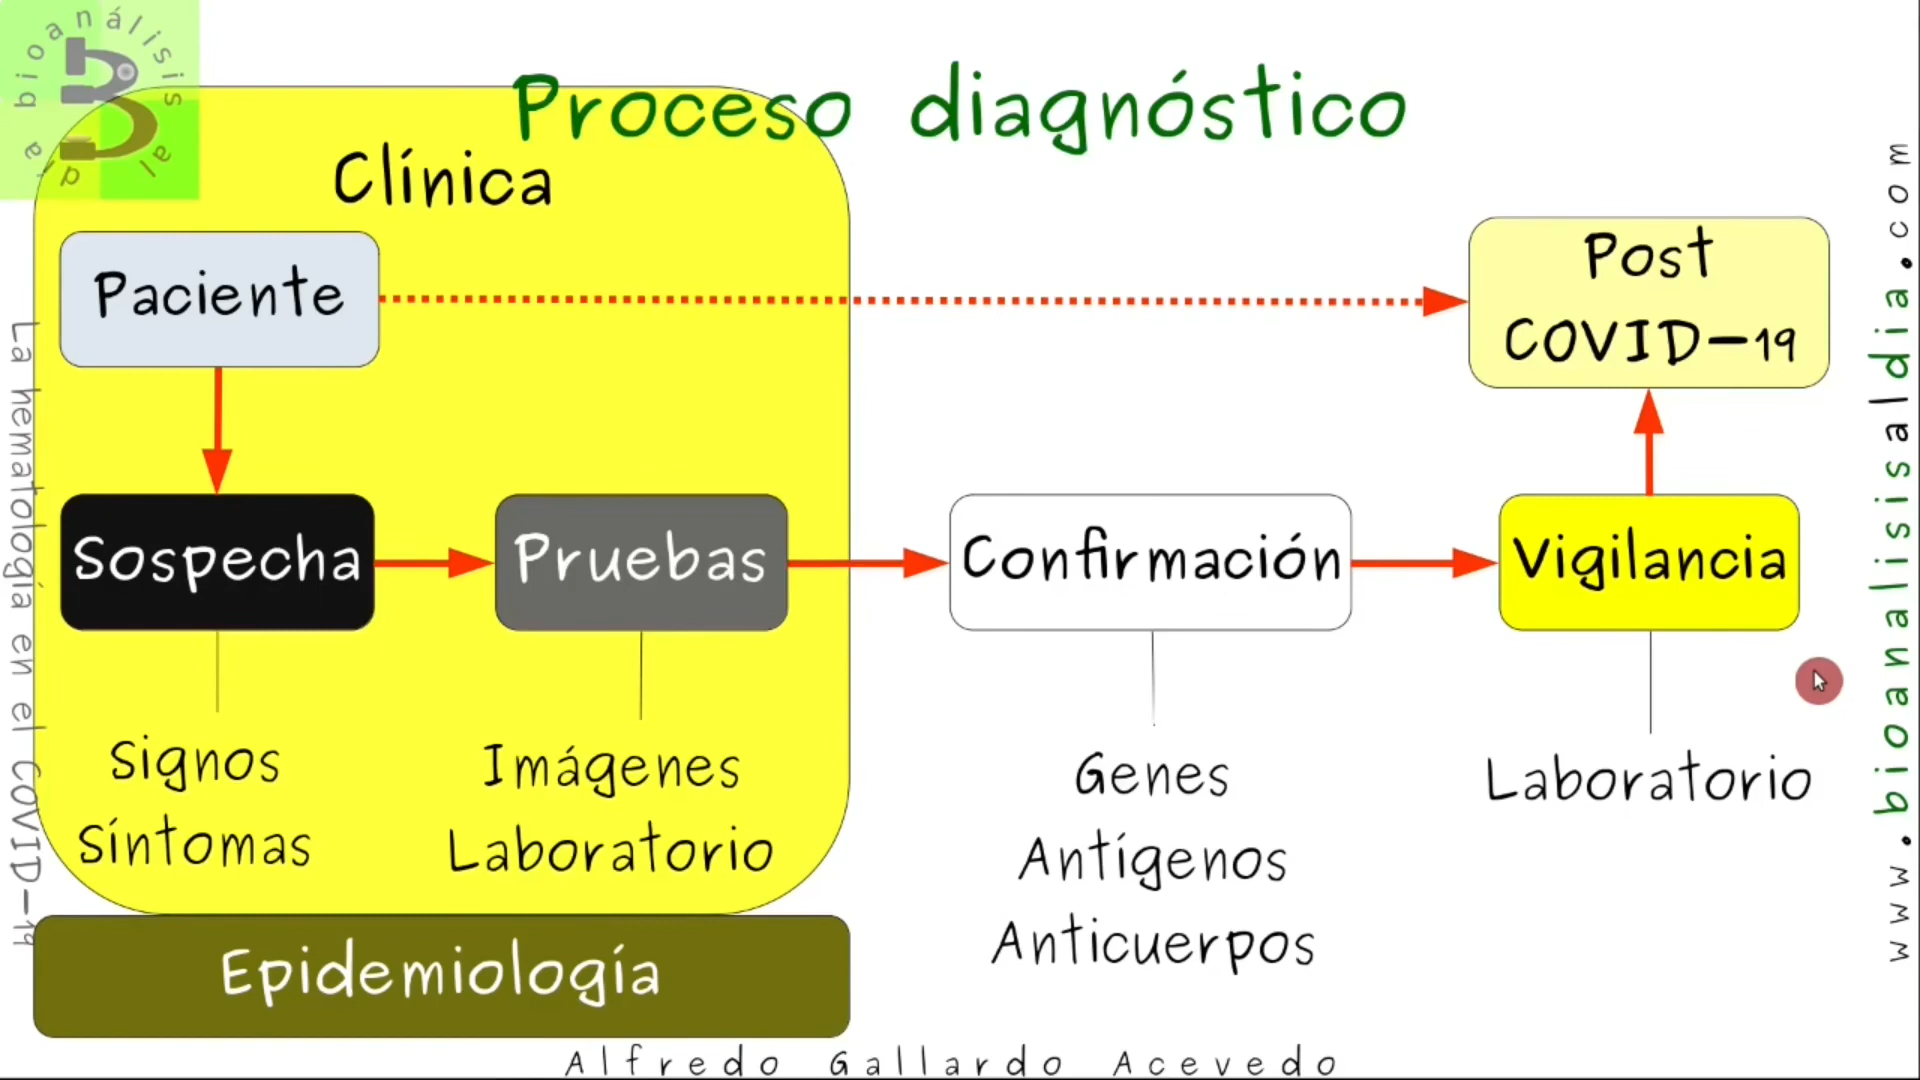 bioanálisis al día
Proceso diagnóstico
Clínica
Paciente
Post
COVID-19
Sospecha
Pruebas
Confirmación
Vigilancia
Signos
Síntomas
Imágenes
Laboratorio
Genes
Antígenos
Anticuerpos
Laboratorio
Epidemiología
La hematología en el COVID-19
www.bioanalisisaldia.com
Alfredo Gallardo Acevedo